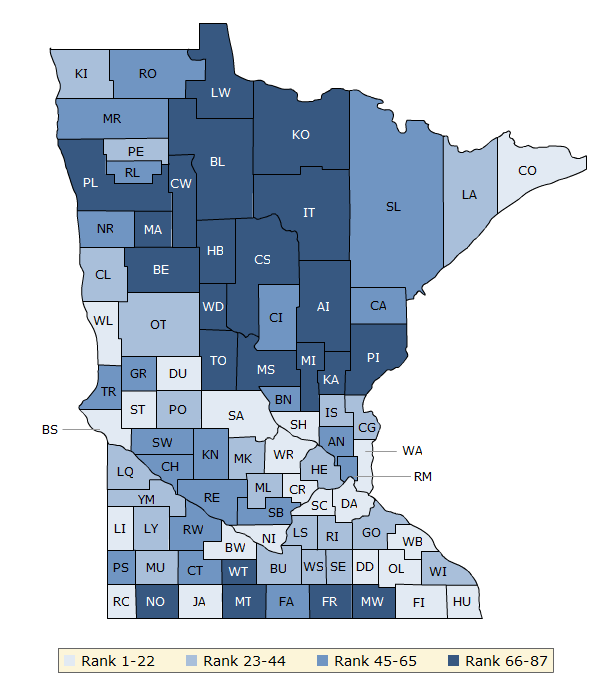 LW
KI
RO
MR
KO
PE
BL
RL
CO
PL
CW
LA
SL
IT
NR
MA
HB
CS
BE
CL
WD
AI
CA
CI
WL
OT
PI
TO
MS
MI
GR
DU
KA
TR
BN
ST
PO
SA
IS
SH
CG
BS
SW
AN
WA
KN
WR
MK
CH
HE
LQ
RM
ML
CR
YM
RE
SC
DA
SB
LI
LY
RW
LS
RI
GO
NI
WB
BW
PS
MU
CT
WT
BU
WS
SE
DD
OL
WI
RC
NO
JA
MT
FA
FR
MW
FI
HU
Rank 1-22 Rank 23-44 Rank 45-65 Rank 66-87